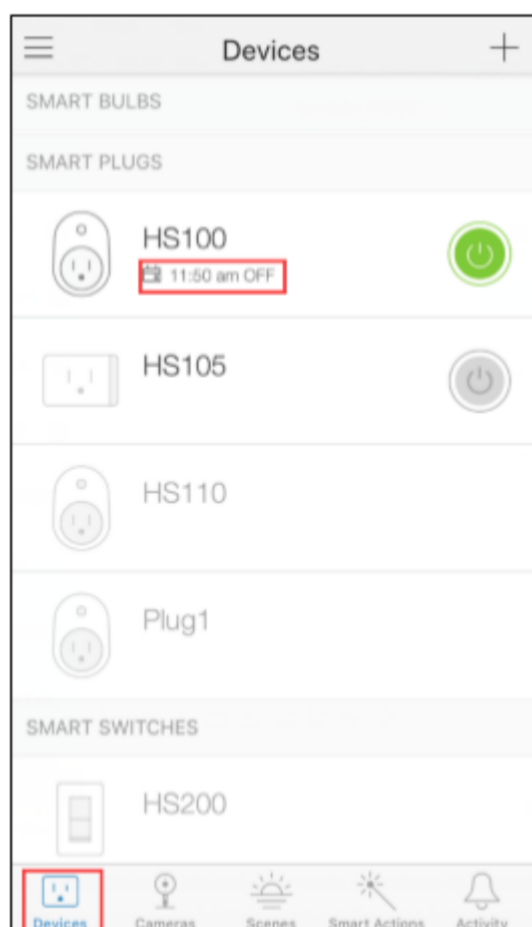 Devices
SMART BULBS
SMART PLUGS
HS100
11:50 am OFF
HS105
HS110
Plug1
SMART SWITCHES
HS200
Devices Cameras Scenes Smart Actions Activity